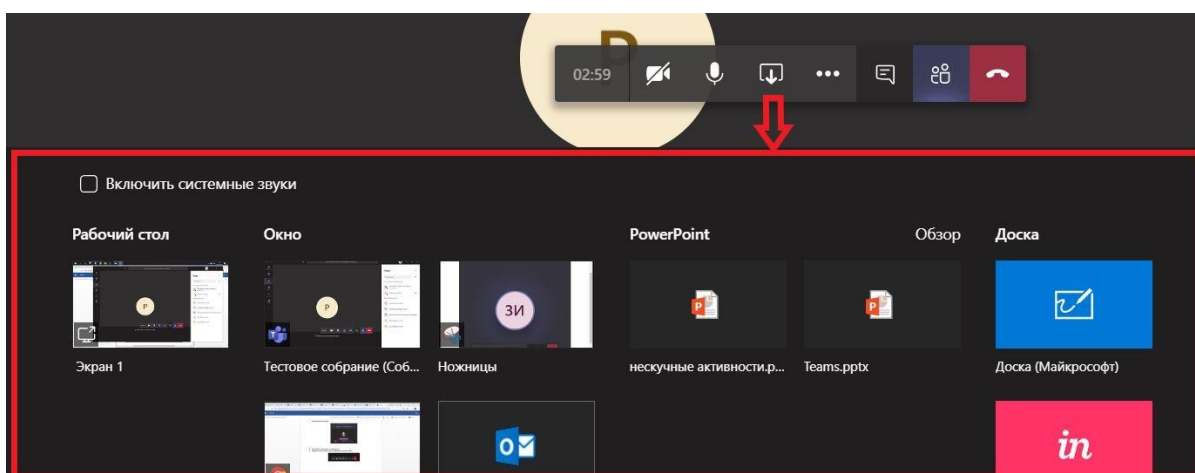 P
02:59
Включить системные звуки
Рабочий стол
Окно
PowerPoint
Обзор
Доска
P
P
ЗИ
P
P
Экран 1
Тестовое собрание (Соб...
Ножницы
нескучные активности.p...
Teams.pptx
Доска (Майкрософт)
in